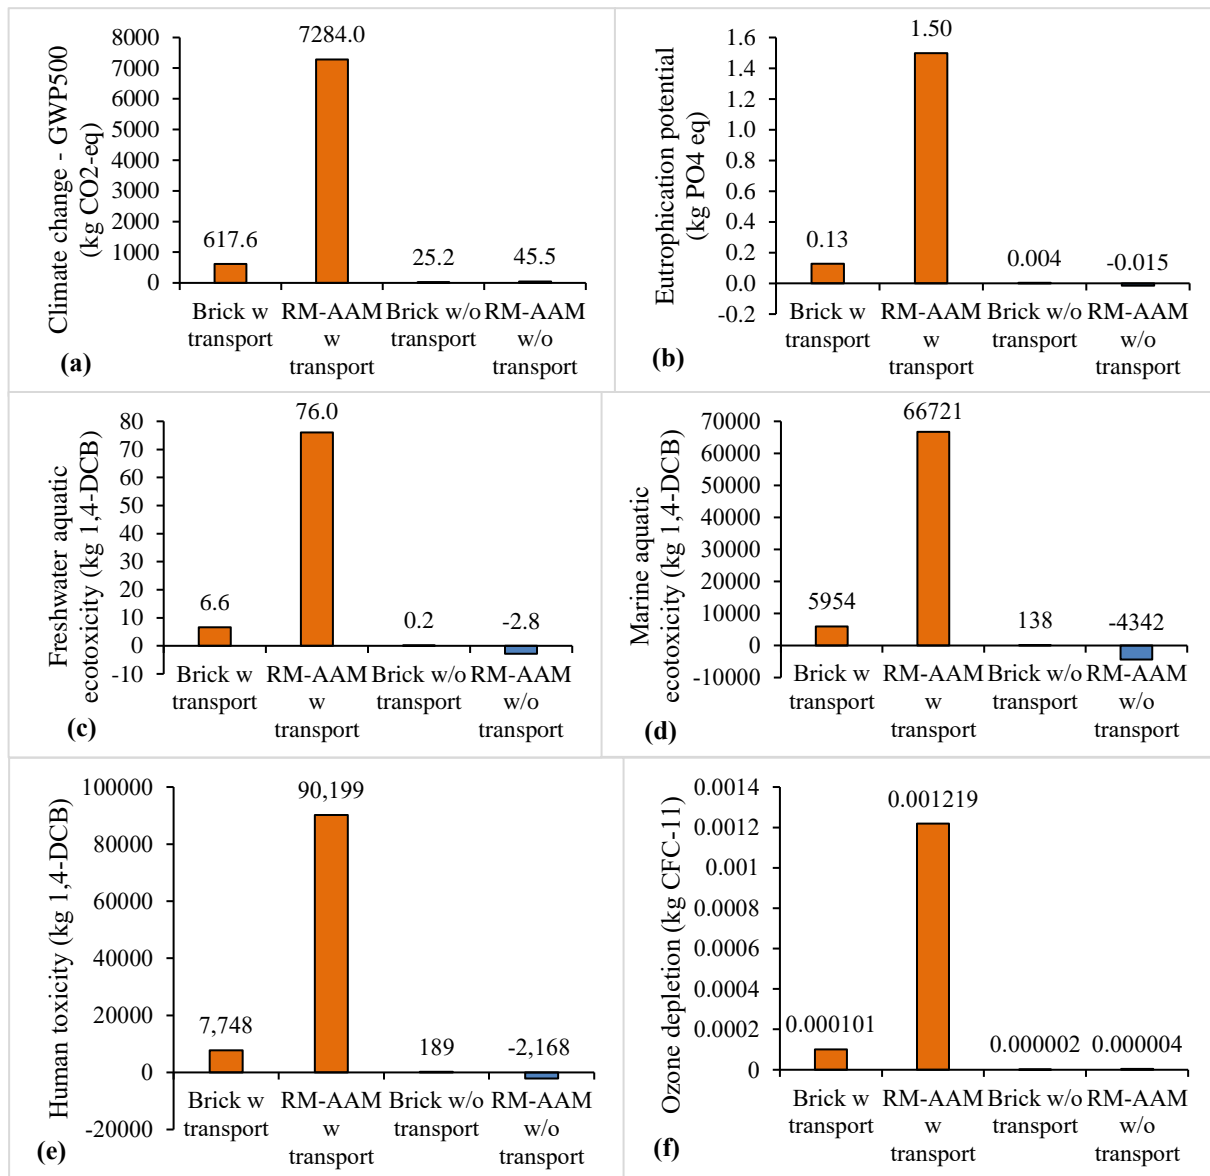 Climate change - GWP500
(kg CO2-eq)
8000
7000
6000
5000
4000
3000
2000
1000
0
617.6
7284.0
25.2
45.5
Brick w
transport
RM-AAM
w
transport
Brick w/o
transport
RM-AAM
w/o
transport
(a)
Eutrophication potential
(kg PO4 eq)
1.6
1.4
1.2
1.0
0.8
0.6
0.4
0.2
0.0
-0.2
0.13
1.50
0.004
-0.015
Brick w
transport
RM-AAM
w
transport
Brick w/o
transport
RM-AAM
w/o
transport
(b)
Freshwater aquatic
ecotoxicity (kg 1,4-DCB)
80
70
60
50
40
30
20
10
0
-10
6.6
76.0
0.2
-2.8
Brick w
transport
RM-AAM
w
transport
Brick w/o
transport
RM-AAM
w/o
transport
(c)
Marine aquatic
ecotoxicity (kg 1,4-DCB)
70000
60000
50000
40000
30000
20000
10000
0
-10000
5954
66721
138
-4342
Brick w
transport
RM-AAM
w
transport
Brick w/o
transport
RM-AAM
w/o
transport
(d)
Human toxicity (kg 1,4-DCB)
100000
80000
60000
40000
20000
0
-20000
7,748
90,199
189
-2,168
Brick w
transport
RM-AAM
w
transport
Brick w/o
transport
RM-AAM
w/o
transport
(e)
Ozone depletion (kg CFC-11)
0.0014
0.0012
0.001
0.0008
0.0006
0.0004
0.0002
0
0.000101
0.001219
0.000002
0.000004
Brick w
transport
RM-AAM
w
transport
Brick w/o
transport
RM-AAM
w/o
transport
(f)